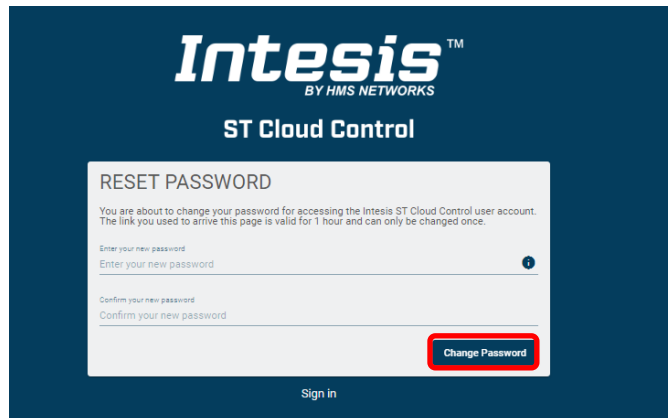 Intesis™
BY HMS NETWORKS
ST Cloud Control
RESET PASSWORD
You are about to change your password for accessing the Intesis ST Cloud Control user account.
The link you used to arrive this page is valid for 1 hour and can only be changed once.
Enter your new password
Enter your new password
Confirm your new password
Confirm your new password
Change Password
Sign in